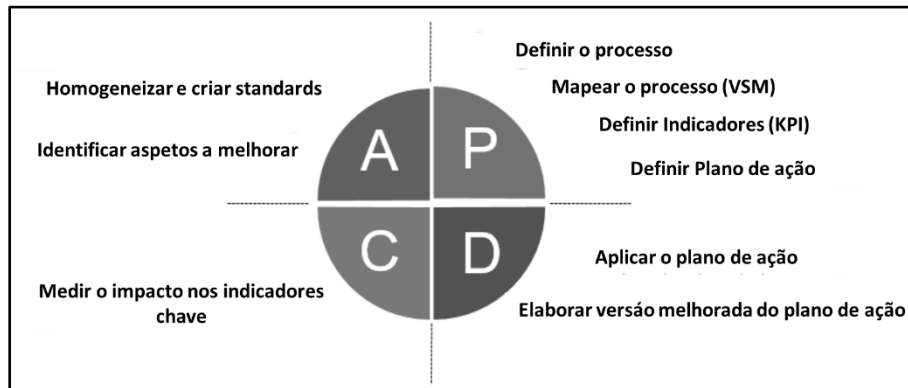 Definir o processo
Homogeneizar e criar standards
Mapear o processo (VSM)
Definir Indicadores (KPI)
Identificar aspetos a melhorar
A
P
Definir Plano de ação
C
D
Aplicar o plano de ação
Medir o impacto nos indicadores
chave
Elaborar versáo melhorada do plano de ação